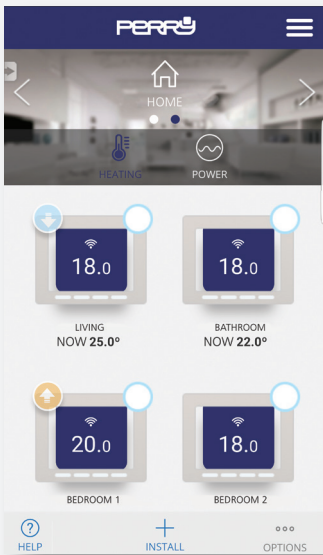 PERRY
HOME
HEATING POWER
18.0 18.0
LIVING BATHROOM
NOW 25.0° NOW 22.0°
20.0 18.0
BEDROOM 1 BEDROOM 2
HELP INSTALL OPTIONS